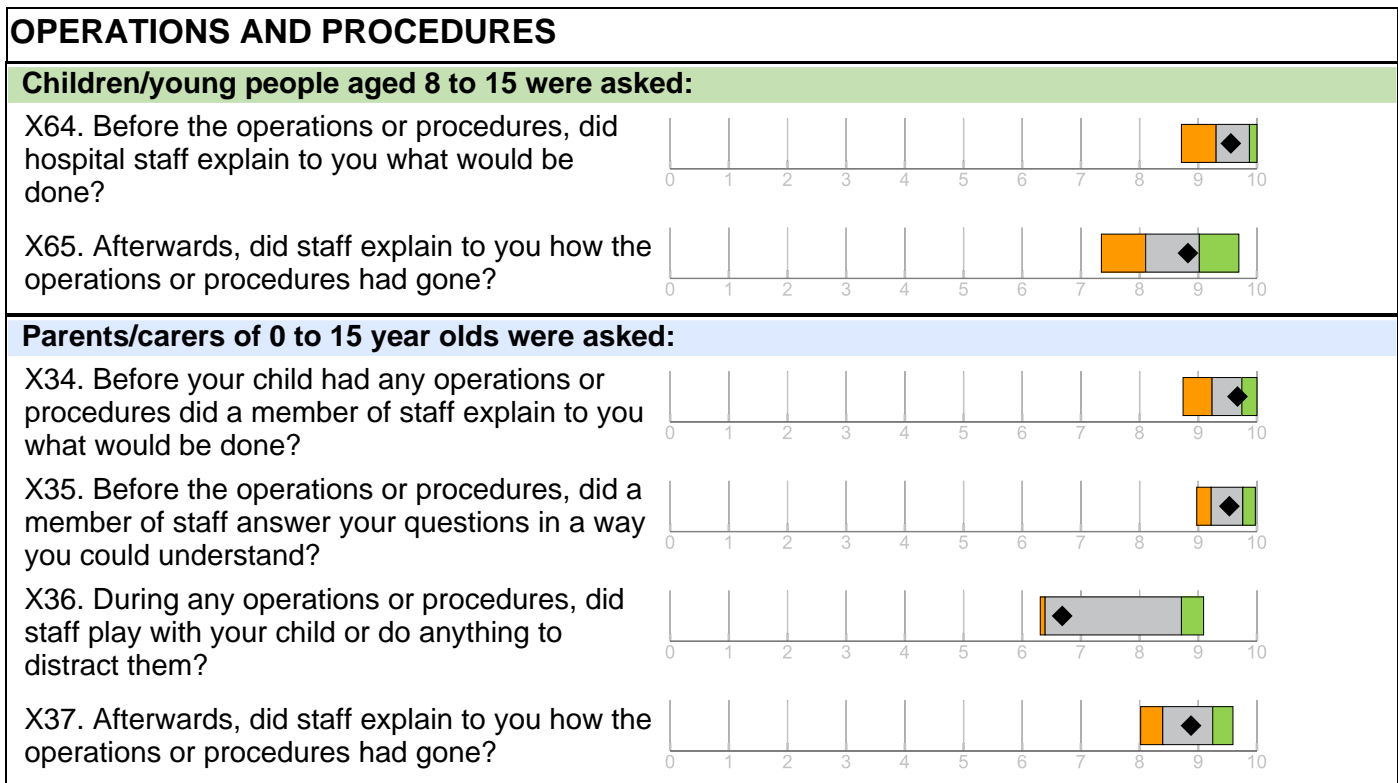 OPERATIONS AND PROCEDURES
Children/young people aged 8 to 15 were asked:
X64. Before the operations or procedures, did
hospital staff explain to you what would be
done?
0 1 2 3 4 5 6 7 8 9 10
X65. Afterwards, did staff explain to you how the
operations or procedures had gone?
0 1 2 3 4 5 6 7 8 9 10
Parents/carers of 0 to 15 year olds were asked:
X34. Before your child had any operations or
procedures did a member of staff explain to you
what would be done?
0 1 2 3 4 5 6 7 8 9 10
X35. Before the operations or procedures, did a
member of staff answer your questions in a way
you could understand?
0 1 2 3 4 5 6 7 8 9 10
X36. During any operations or procedures, did
staff play with your child or do anything to
distract them?
0 1 2 3 4 5 6 7 8 9 10
X37. Afterwards, did staff explain to you how the
operations or procedures had gone?
0 1 2 3 4 5 6 7 8 9 10